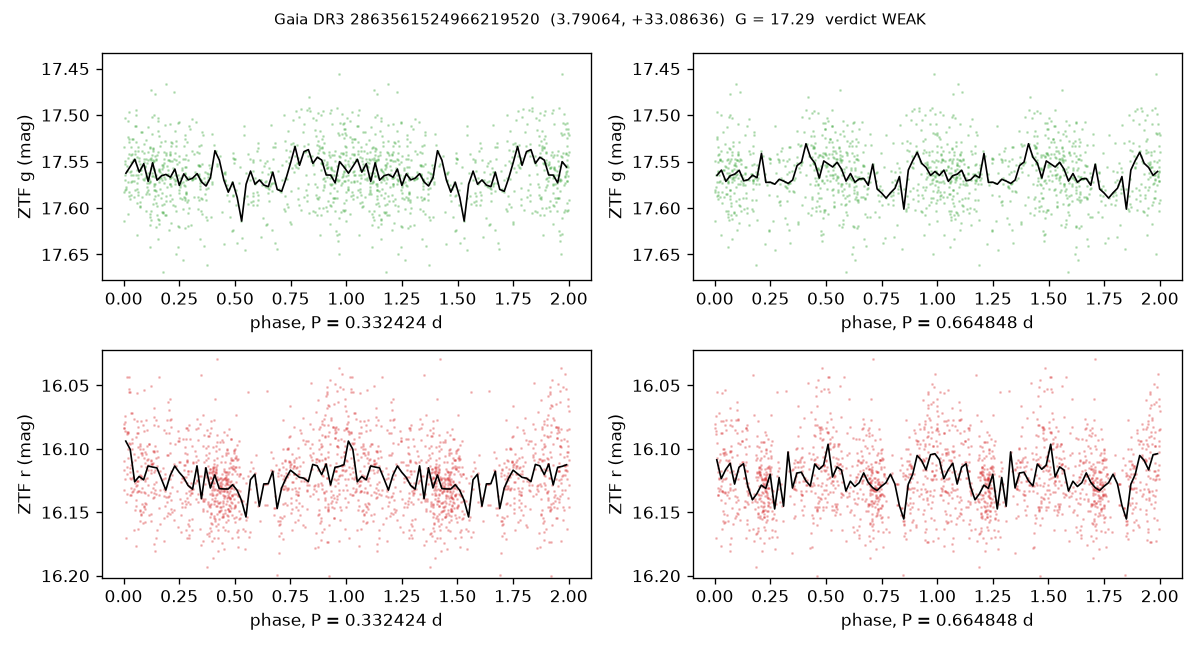 Gaia DR3 2863561524966219520 (3.79064, +33.08636) G = 17.29 verdict WEAK
ZTF g (mag)
17.45
17.50
17.55
17.60
17.65
0.00 0.25 0.50 0.75 1.00 1.25 1.50 1.75 2.00
phase, P = 0.332424 d
ZTF g (mag)
17.45
17.50
17.55
17.60
17.65
0.00 0.25 0.50 0.75 1.00 1.25 1.50 1.75 2.00
phase, P = 0.664848 d
ZTF r (mag)
16.05
16.10
16.15
16.20
0.00 0.25 0.50 0.75 1.00 1.25 1.50 1.75 2.00
phase, P = 0.332424 d
ZTF r (mag)
16.05
16.10
16.15
16.20
0.00 0.25 0.50 0.75 1.00 1.25 1.50 1.75 2.00
phase, P = 0.664848 d